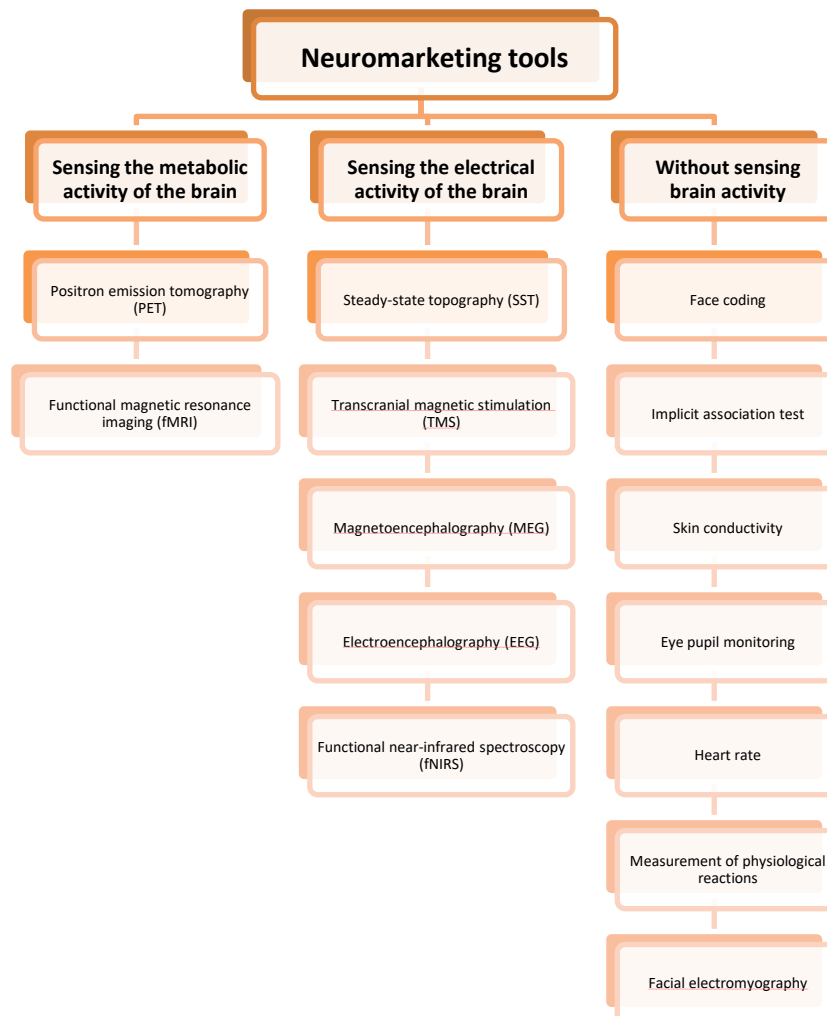 Neuromarketing tools
Sensing the metabolic
activity of the brain
Positron emission tomography
(PET)
Functional magnetic resonance
imaging (fMRI)
Sensing the electrical
activity of the brain
Steady-state topography (SST)
Transcranial magnetic stimulation
(TMS)
Magnetoencephalography (MEG)
Electroencephalography (EEG)
Functional near-infrared spectroscopy
(fNIRS)
Without sensing
brain activity
Face coding
Implicit association test
Skin conductivity
Eye pupil monitoring
Heart rate
Measurement of physiological
reactions
Facial electromyography